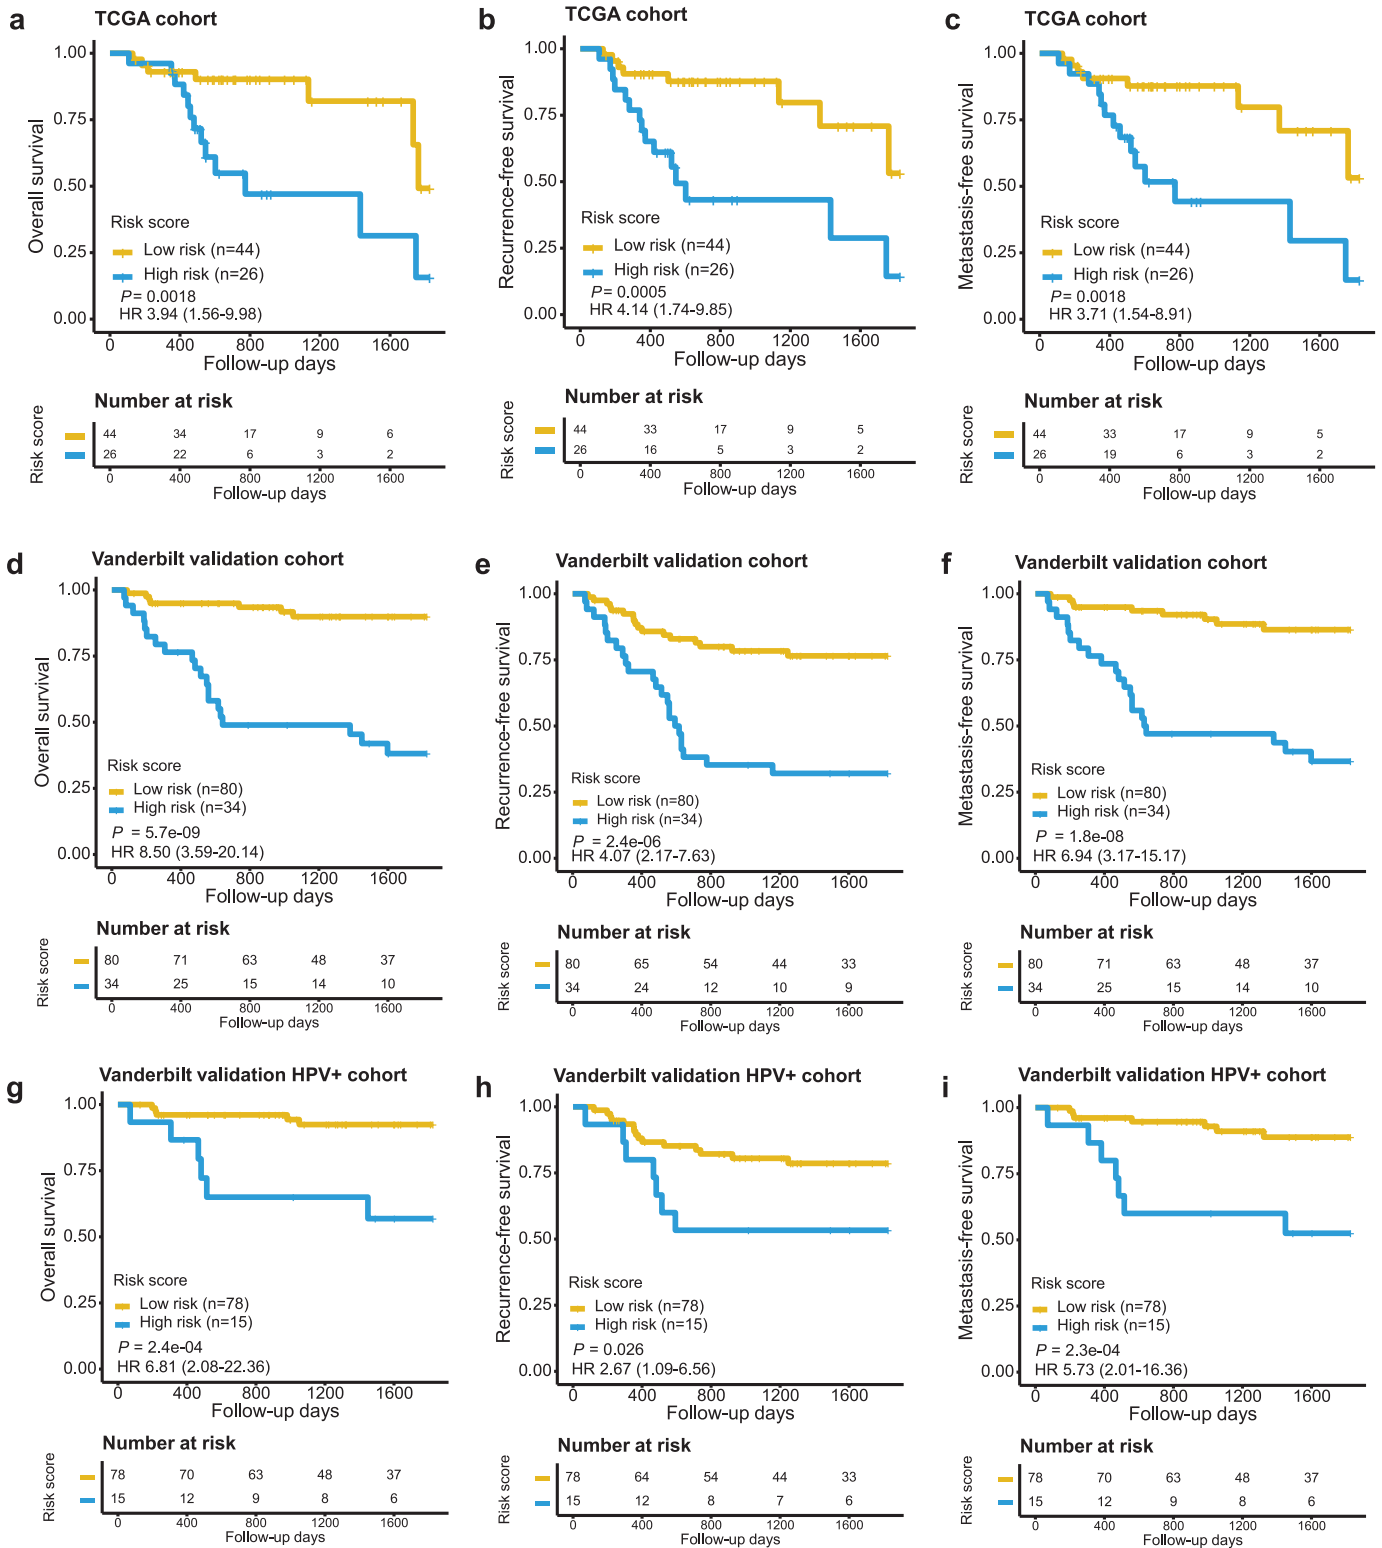 a
TCGA cohort
Overall survival
1.00
0.75
0.50
0.25
0.00
Risk score
Low risk (n=44)
High risk (n=26)
P= 0.0018
HR 3.94 (1.56-9.98)
0 400 800 1200 1600
Follow-up days
Number at risk
Risk score
44 34 17 9 6
26 22 6 3 2
0 400 800 1200 1600
Follow-up days
b
TCGA cohort
Recurrence-free survival
1.00
0.75
0.50
0.25
0.00
Risk score
Low risk (n=44)
High risk (n=26)
P= 0.0005
HR 4.14 (1.74-9.85)
0 400 800 1200 1600
Follow-up days
Number at risk
Risk score
44 33 17 9 5
26 16 5 3 2
0 400 800 1200 1600
Follow-up days
c
TCGA cohort
Metastasis-free survival
1.00
0.75
0.50
0.25
0.00
Risk score
Low risk (n=44)
High risk (n=26)
P= 0.0018
HR 3.71 (1.54-8.91)
0 400 800 1200 1600
Follow-up days
Number at risk
Risk score
44 33 17 9 5
26 19 6 3 2
0 400 800 1200 1600
Follow-up days
d
Vanderbilt validation cohort
Overall survival
1.00
0.75
0.50
0.25
0.00
Risk score
Low risk (n=80)
High risk (n=34)
P = 5.7e-09
HR 8.50 (3.59-20.14)
0 400 800 1200 1600
Follow-up days
Number at risk
Risk score
80 71 63 48 37
34 25 15 14 10
0 400 800 1200 1600
Follow-up days
e
Vanderbilt validation cohort
Recurrence-free survival
1.00
0.75
0.50
0.25
0.00
Risk score
Low risk (n=80)
High risk (n=34)
P = 2.4e-06
HR 4.07 (2.17-7.63)
0 400 800 1200 1600
Follow-up days
Number at risk
Risk score
80 65 54 44 33
34 24 12 10 9
0 400 800 1200 1600
Follow-up days
f
Vanderbilt validation cohort
Metastasis-free survival
1.00
0.75
0.50
0.25
0.00
Risk score
Low risk (n=80)
High risk (n=34)
P = 1.8e-08
HR 6.94 (3.17-15.17)
0 400 800 1200 1600
Follow-up days
Number at risk
Risk score
80 71 63 48 37
34 25 15 14 10
0 400 800 1200 1600
Follow-up days
g
Vanderbilt validation HPV+ cohort
Overall survival
1.00
0.75
0.50
0.25
0.00
Risk score
Low risk (n=78)
High risk (n=15)
P = 2.4e-04
HR 6.81 (2.08-22.36)
0 400 800 1200 1600
Follow-up days
Number at risk
Risk score
78 70 63 48 37
15 12 9 8 6
0 400 800 1200 1600
Follow-up days
h
Vanderbilt validation HPV+ cohort
Recurrence-free survival
1.00
0.75
0.50
0.25
0.00
Risk score
Low risk (n=78)
High risk (n=15)
P = 0.026
HR 2.67 (1.09-6.56)
0 400 800 1200 1600
Follow-up days
Number at risk
Risk score
78 64 54 44 33
15 12 8 7 6
0 400 800 1200 1600
Follow-up days
i
Vanderbilt validation HPV+ cohort
Metastasis-free survival
1.00
0.75
0.50
0.25
0.00
Risk score
Low risk (n=78)
High risk (n=15)
P = 2.3e-04
HR 5.73 (2.01-16.36)
0 400 800 1200 1600
Follow-up days
Number at risk
Risk score
78 70 63 48 37
15 12 9 8 6
0 400 800 1200 1600
Follow-up days